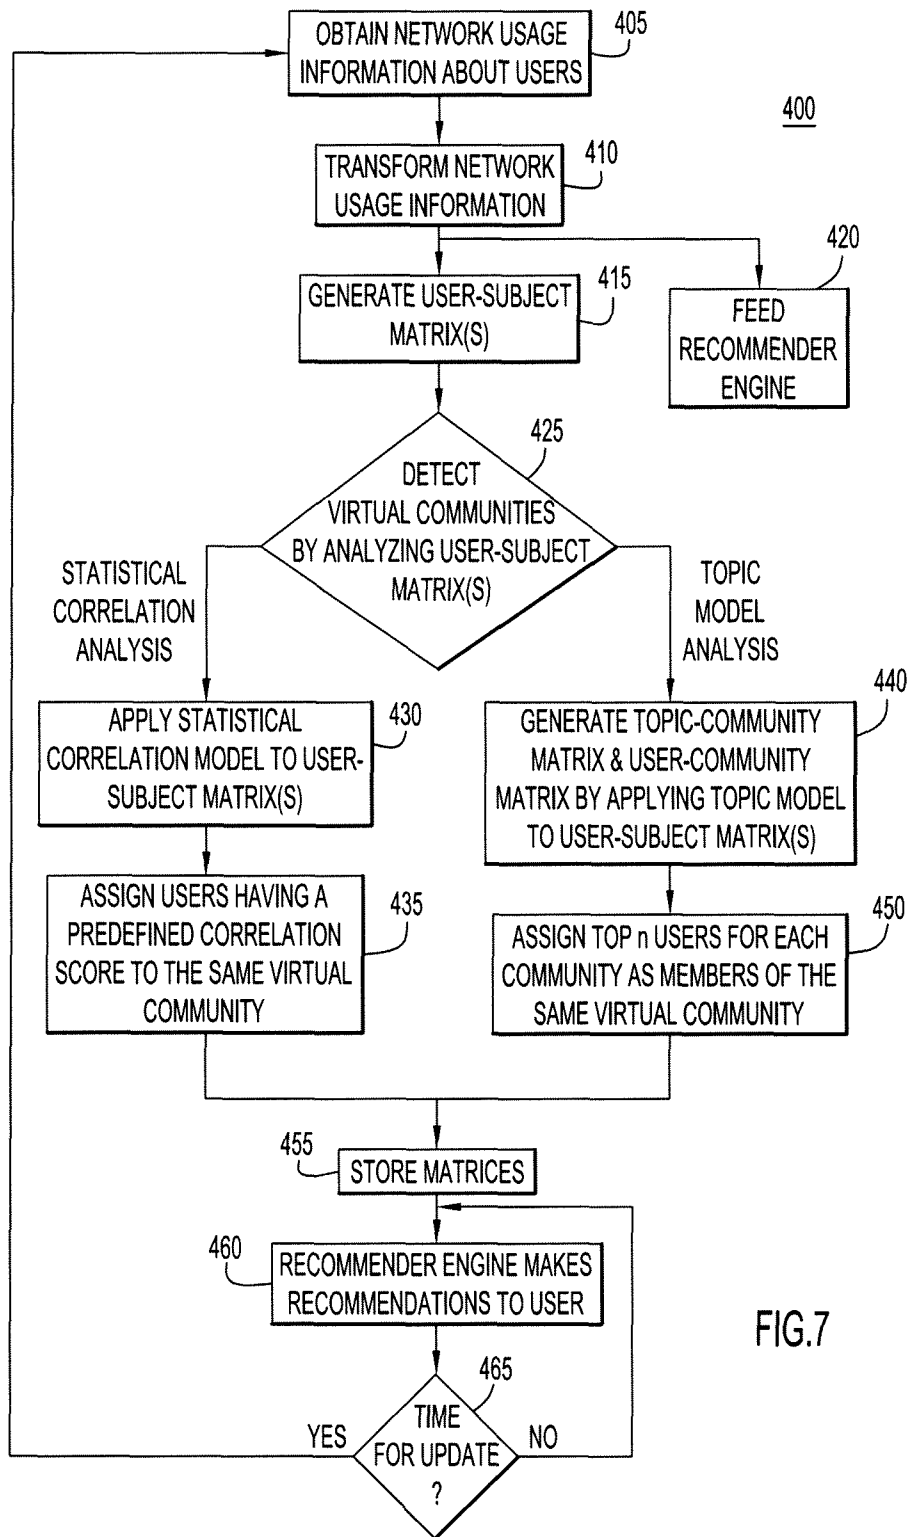 OBTAIN NETWORK USAGE
INFORMATION ABOUT USERS
405
400
TRANSFORM NETWORK
USAGE INFORMATION
410
GENERATE USER-SUBJECT
MATRIX(S)
415
420
FEED
RECOMMENDER
ENGINE
425
DETECT
VIRTUAL COMMUNITIES
BY ANALYZING USER-SUBJECT
MATRIX(S)
STATISTICAL
CORRELATION
ANALYSIS
TOPIC
MODEL
ANALYSIS
APPLY STATISTICAL
CORRELATION MODEL TO USER-
SUBJECT MATRIX(S)
430
GENERATE TOPIC-COMMUNITY
MATRIX & USER-COMMUNITY
MATRIX BY APPLYING TOPIC MODEL
TO USER-SUBJECT MATRIX(S)
440
ASSIGN USERS HAVING A
PREDEFINED CORRELATION
SCORE TO THE SAME VIRTUAL
COMMUNITY
435
ASSIGN TOP n USERS FOR EACH
COMMUNITY AS MEMBERS OF THE
SAME VIRTUAL COMMUNITY
450
455
STORE MATRICES
460
RECOMMENDER ENGINE MAKES
RECOMMENDATIONS TO USER
FIG.7
465
TIME
FOR UPDATE
?
YES
NO